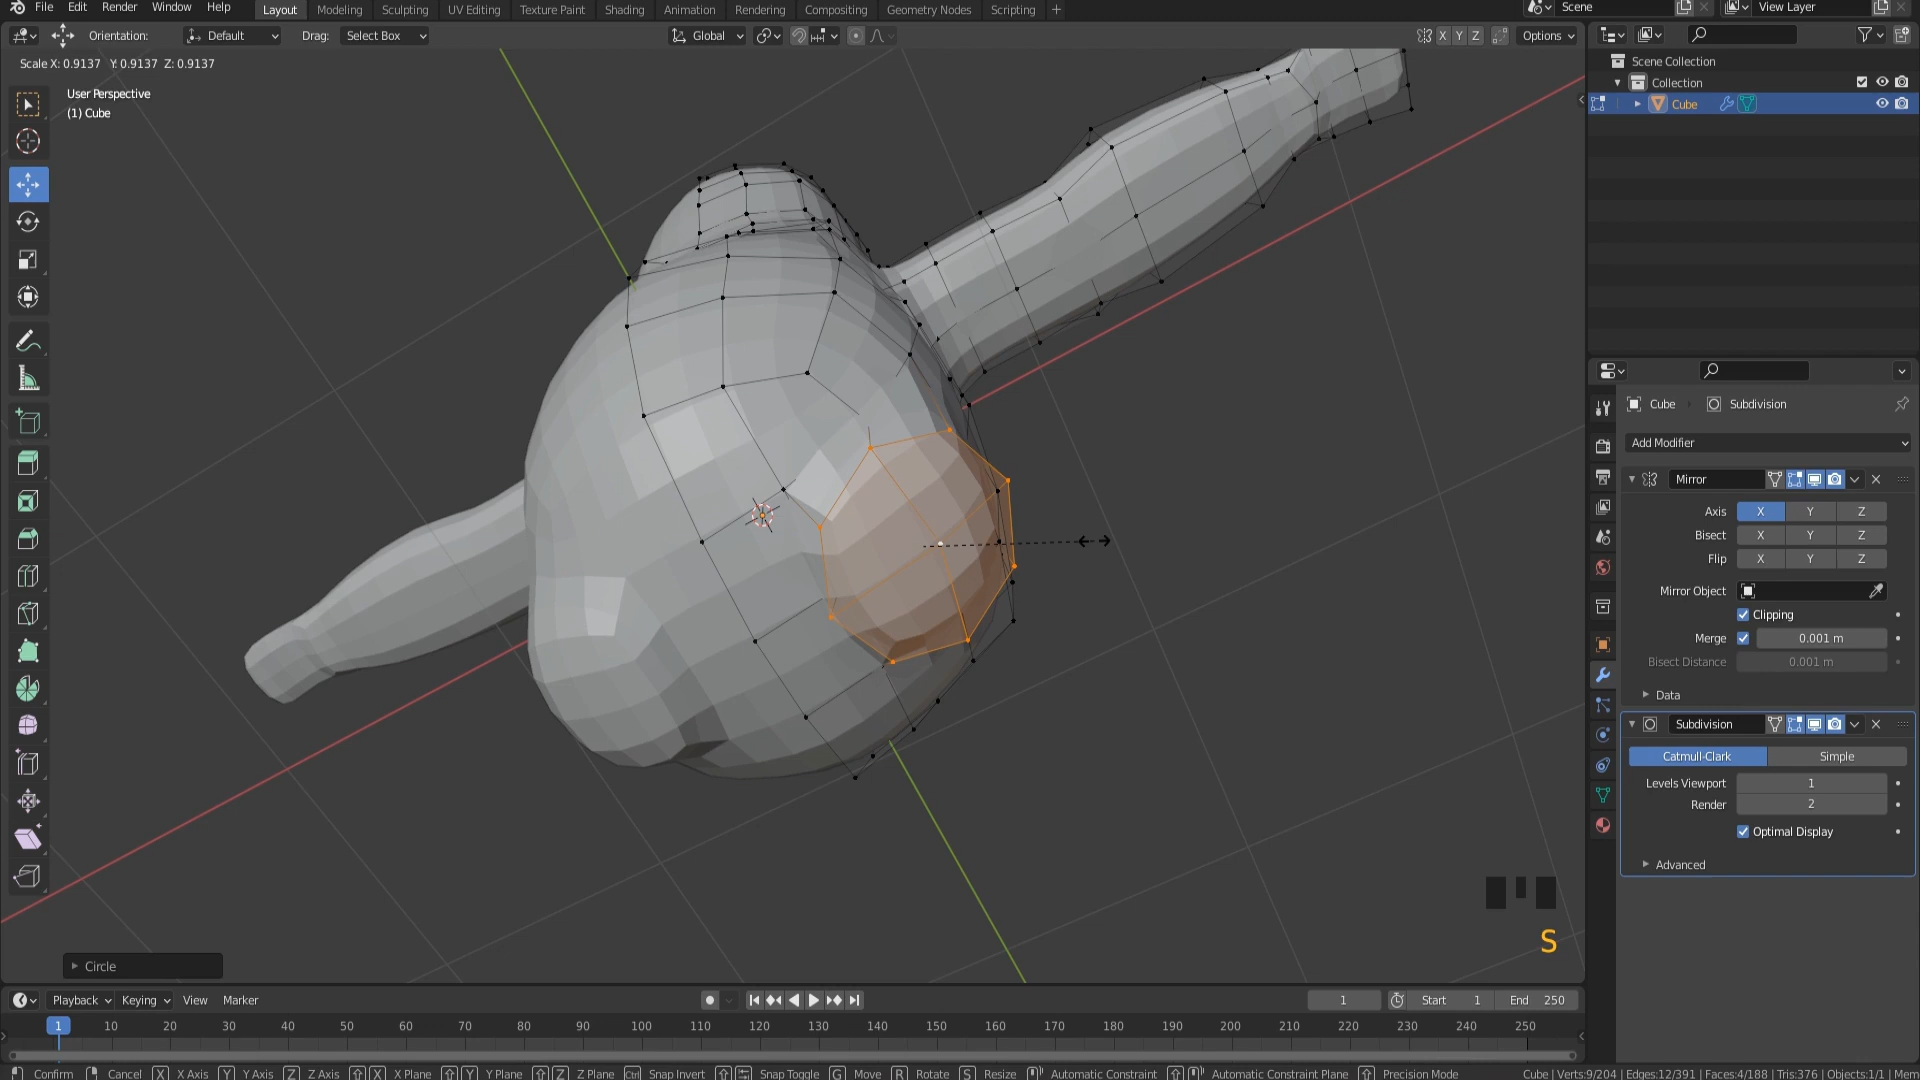 File Edit Render Window Help Layout Modeling Sculpting UV Editing Texture Paint Shading Animation Rendering Compositing Geometry Nodes Scripting + Scene View Layer
Orientation: Default Drag: Select Box Global X Y Z Options
Scale X: 0.9137 Y: 0.9137 Z: 0.9137
User Perspective
(1) Cube
Scene Collection
Collection
Cube
Cube Subdivision
Add Modifier
Mirror
Axis X Y Z
Bisect X Y Z
Flip X Y Z
Mirror Object
Clipping
Merge 0.001 m
Bisect Distance 0.001 m
Data
Subdivision
Catmull-Clark Simple
Levels Viewport 1
Render 2
Optimal Display
Advanced
S
Circle
Playback Keying View Marker 1 Start 1 End 250
1 10 20 30 40 50 60 70 80 90 100 110 120 130 140 150 160 170 180 190 200 210 220 230 240 250
Confirm Cancel X X Axis Y Y Axis Z Z Axis X X Plane Y Y Plane Z Z Plane Ctrl Snap Invert Snap Toggle G Move R Rotate S Resize Automatic Constraint Automatic Constraint Plane Precision Mode Cube | Verts:9/204 | Edges:12/391 | Faces:4/188 | Tris:376 | Objects:1/1 | Mem